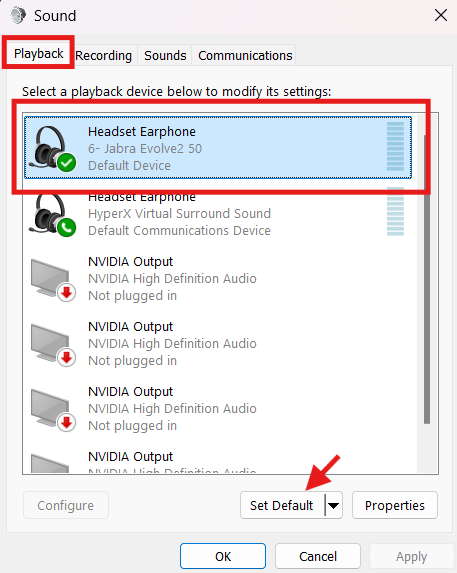 Sound
Playback
Recording
Sounds
Communications
Select a playback device below to modify its settings:
Headset Earphone
6- Jabra Evolve2 50
Default Device
Headset Earphone
HyperX Virtual Surround Sound
Default Communications Device
NVIDIA Output
NVIDIA High Definition Audio
Not plugged in
NVIDIA Output
NVIDIA High Definition Audio
Not plugged in
NVIDIA Output
NVIDIA High Definition Audio
Not plugged in
NVIDIA Output
NVIDIA High Definition Audio
Configure
Set Default
Properties
OK
Cancel
Apply